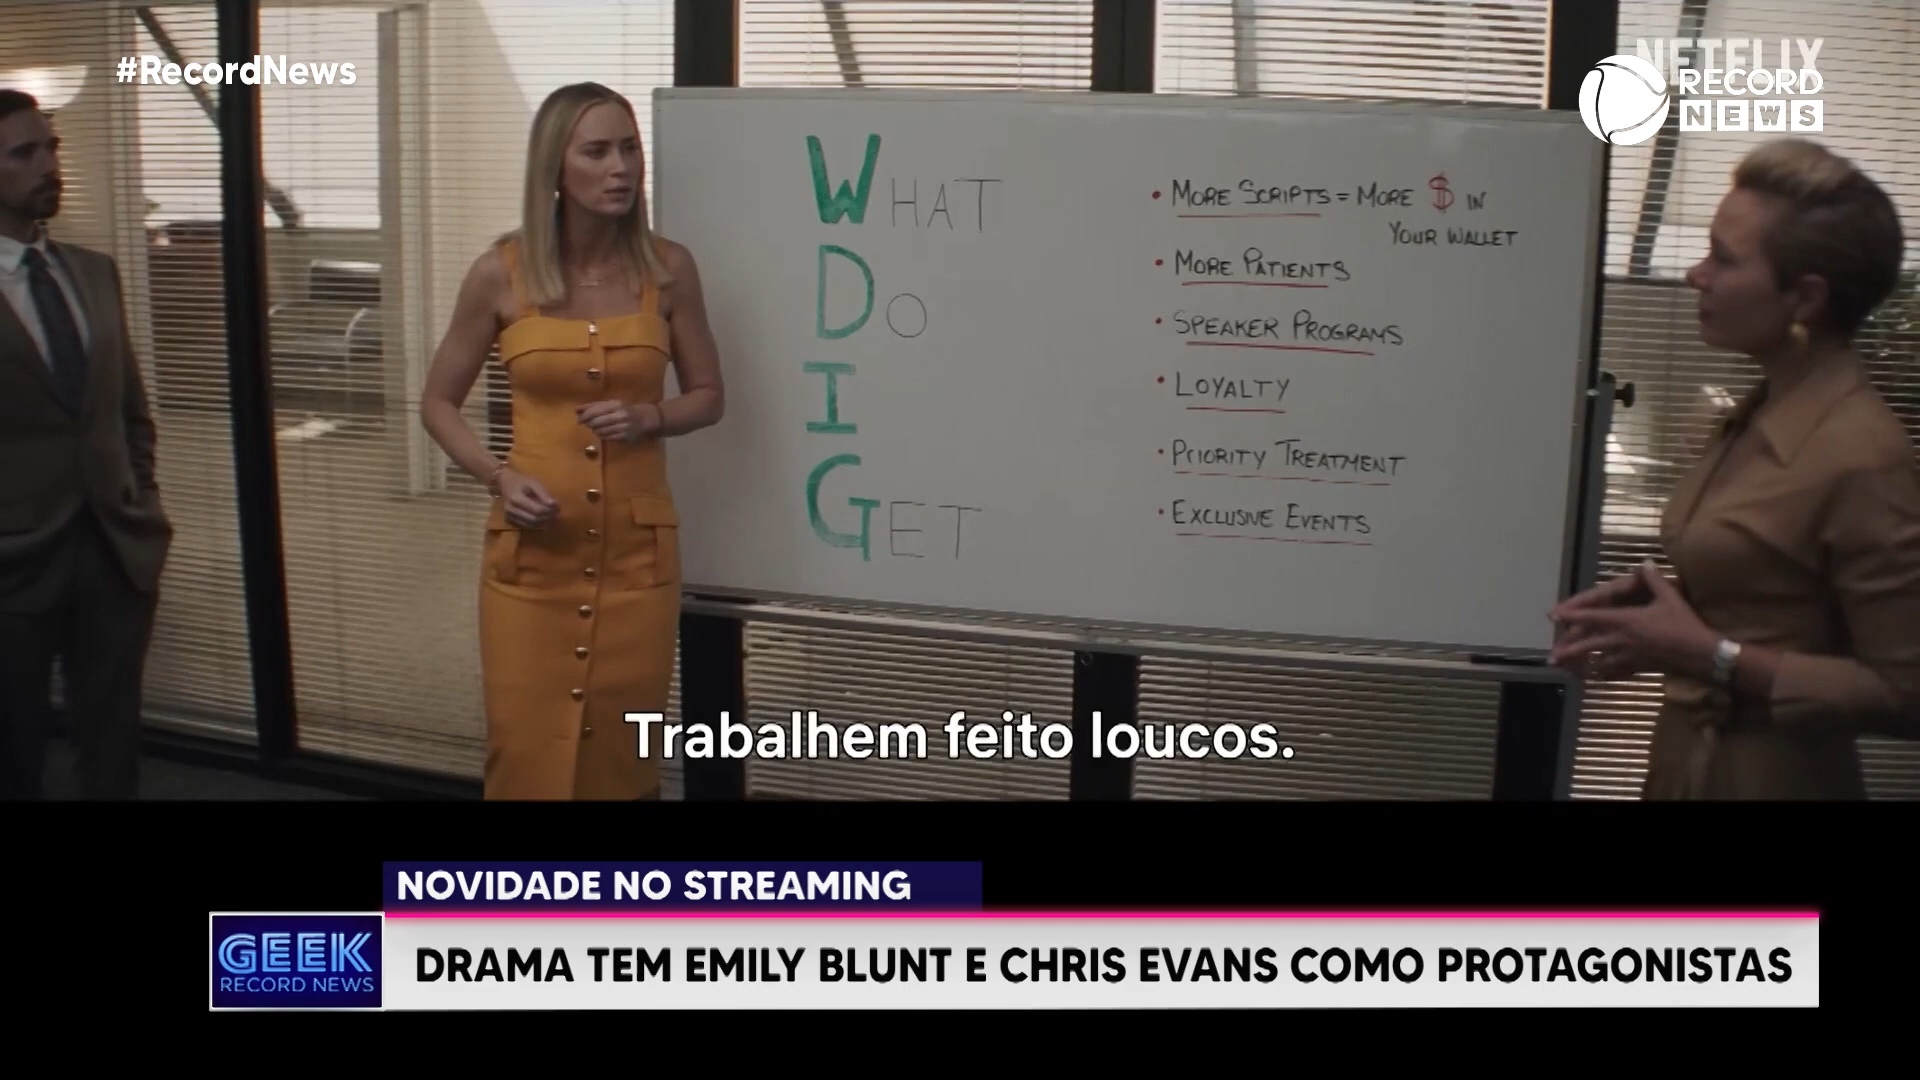 #RecordNews
NETFLIX
RECORD
NEWS
WHAT
DO
I
GET
• MORE SCRIPTS = MORE $ IN
YOUR WALLET
• MORE PATIENTS
• SPEAKER PROGRAMS
• LOYALTY
• PRIORITY TREATMENT
• EXCLUSIVE EVENTS
Trabalhem feito loucos.
NOVIDADE NO STREAMING
GEEK
RECORD NEWS
DRAMA TEM EMILY BLUNT E CHRIS EVANS COMO PROTAGONISTAS